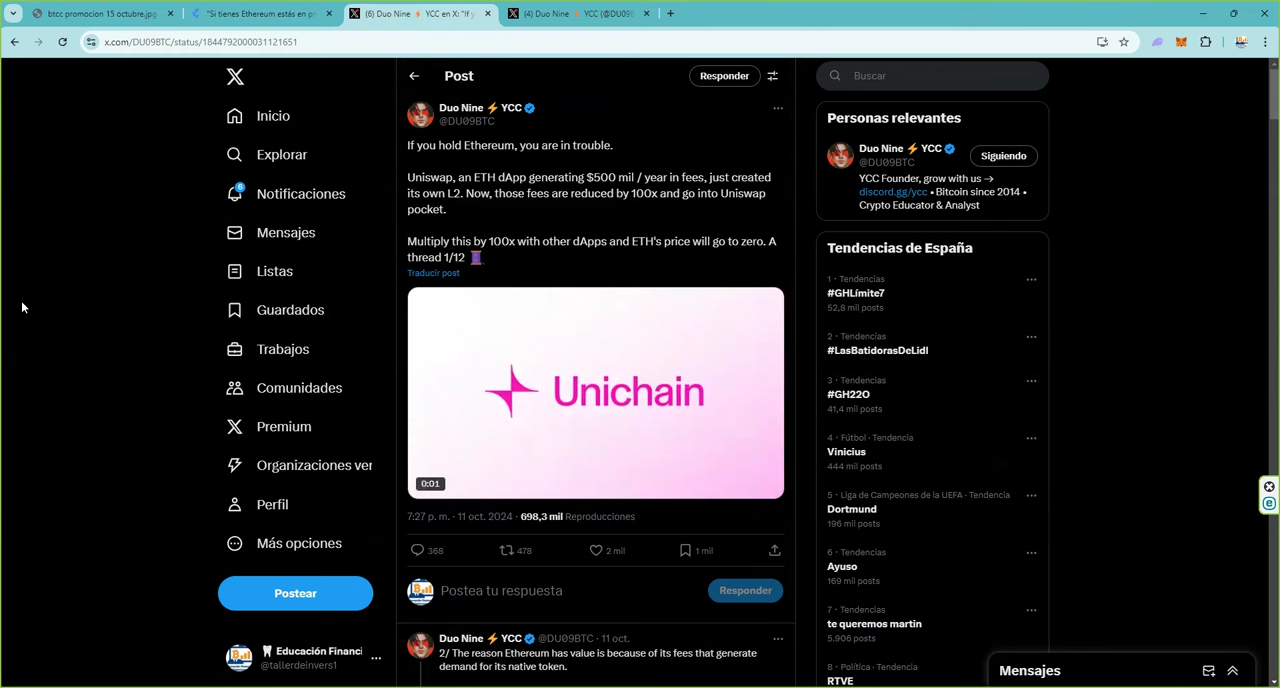 btcc promocion 15 octubre.jpg
"Si tienes Ethereum estás en pr
(6) Duo Nine ⚡ YCC en X: "If y
(4) Duo Nine ⚡ YCC (@DU09
x.com/DU09BTC/status/1844792000031121651
Inicio
Explorar
6
Notificaciones
Mensajes
Listas
Guardados
Trabajos
Comunidades
Premium
Organizaciones ver
Perfil
Más opciones
Postear
🦷 Educación Financi
@tallerdeinvers1
Post
Responder
Duo Nine ⚡ YCC
@DU09BTC
If you hold Ethereum, you are in trouble.
Uniswap, an ETH dApp generating $500 mil / year in fees, just created
its own L2. Now, those fees are reduced by 100x and go into Uniswap
pocket.
Multiply this by 100x with other dApps and ETH's price will go to zero. A
thread 1/12 🧵
Traducir post
Unichain
0:01
7:27 p. m. · 11 oct. 2024 · 698,3 mil Reproducciones
368
478
2 mil
1 mil
Postea tu respuesta
Responder
Duo Nine ⚡ YCC @DU09BTC · 11 oct.
2/ The reason Ethereum has value is because of its fees that generate
demand for its native token.
Buscar
Personas relevantes
Duo Nine ⚡ YCC
@DU09BTC
Siguiendo
YCC Founder, grow with us →
discord.gg/ycc • Bitcoin since 2014 •
Crypto Educator & Analyst
Tendencias de España
1 · Tendencias
#GHLímite7
52,8 mil posts
2 · Tendencias
#LasBatidorasDeLidl
3 · Tendencias
#GH22O
41,4 mil posts
4 · Fútbol · Tendencia
Vinicius
444 mil posts
5 · Liga de Campeones de la UEFA · Tendencia
Dortmund
196 mil posts
6 · Tendencias
Ayuso
169 mil posts
7 · Tendencias
te queremos martin
5.906 posts
8 · Política · Tendencia
RTVE
Mensajes